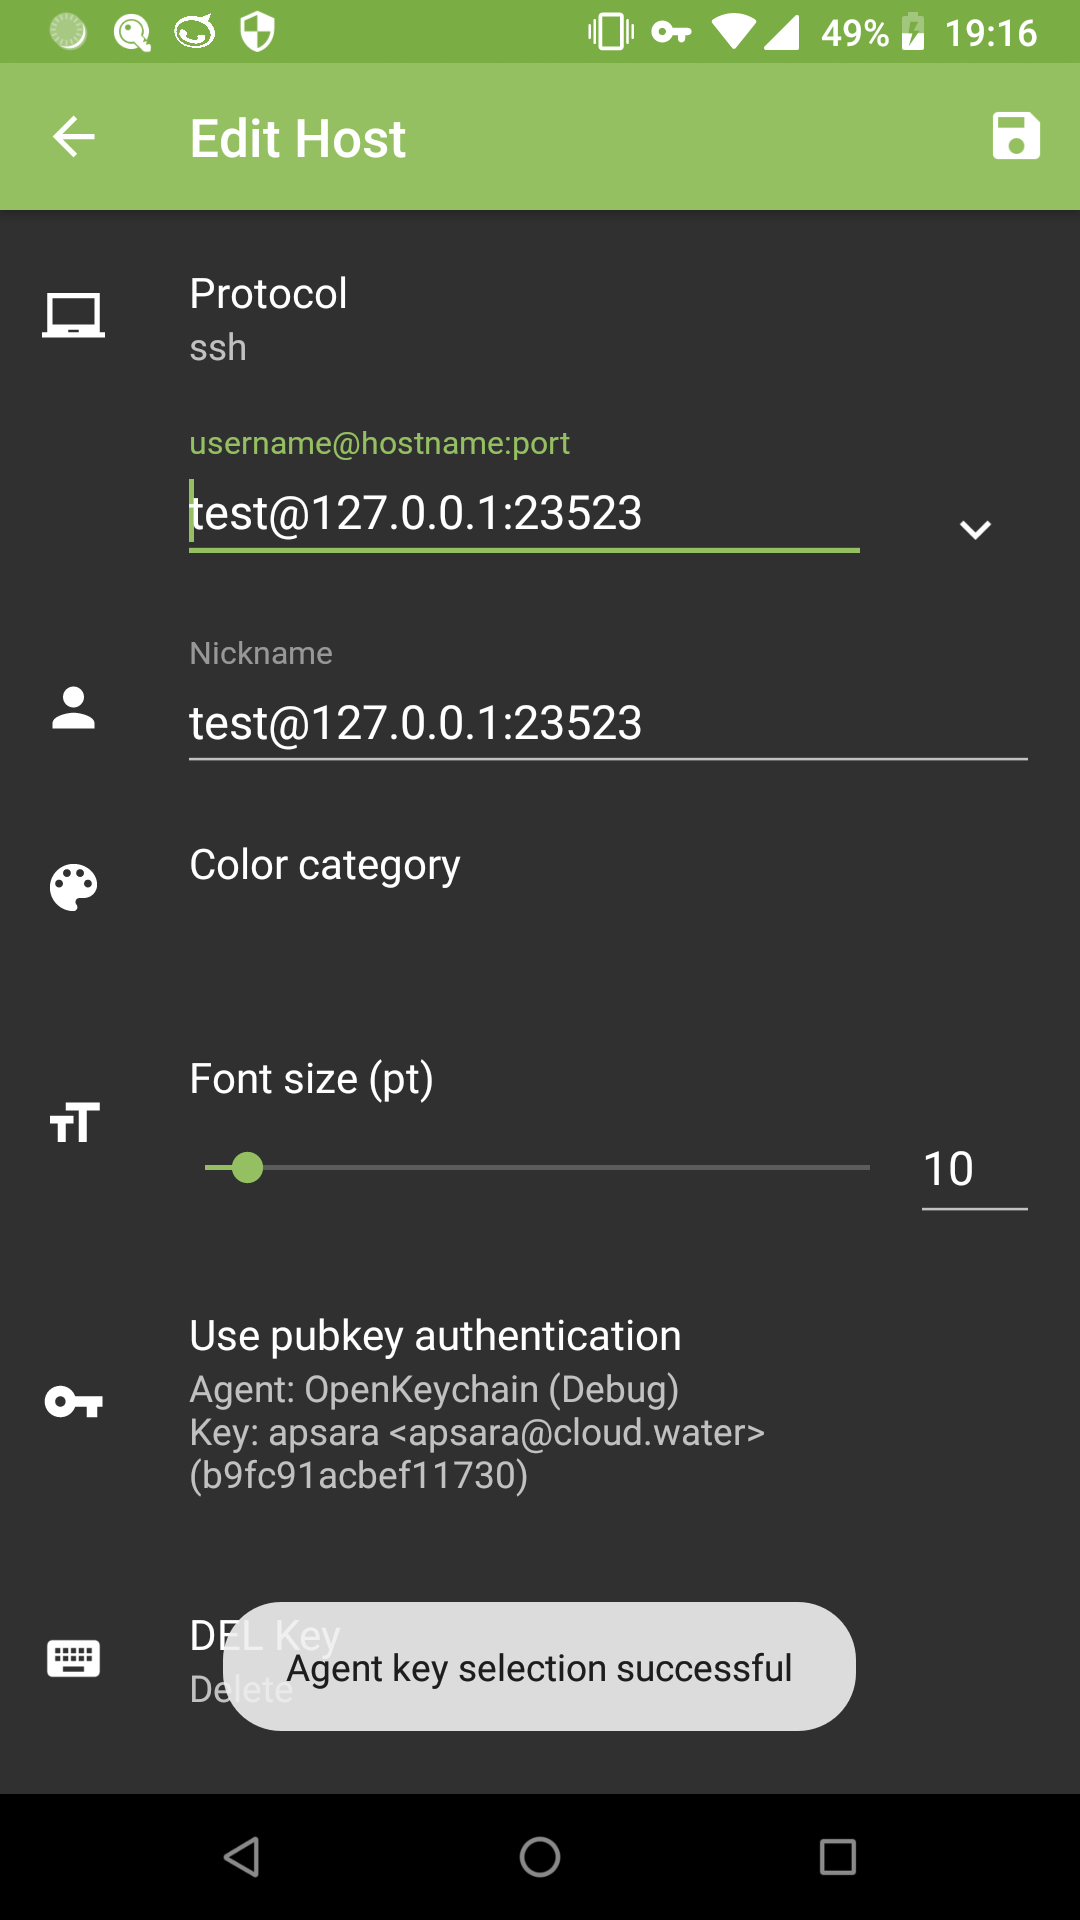 49% 19:16
Edit Host
Protocol
ssh
username@hostname:port
test@127.0.0.1:23523
Nickname
test@127.0.0.1:23523
Color category
Font size (pt)
10
Use pubkey authentication
Agent: OpenKeychain (Debug)
Key: apsara <apsara@cloud.water>
(b9fc91acbef11730)
DEL Key
Delete
Agent key selection successful